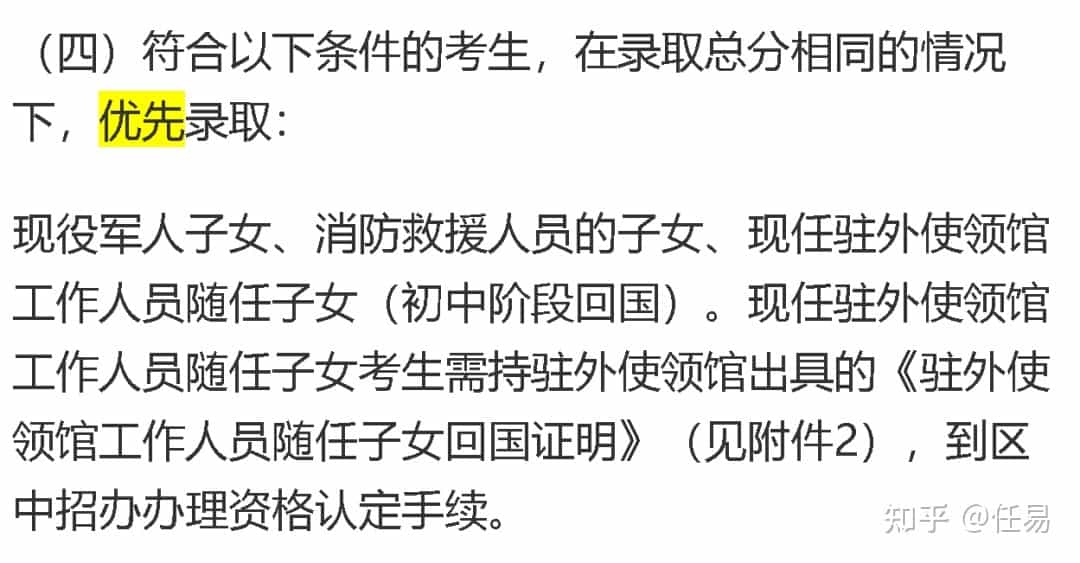 （四）符合以下条件的考生，在录取总分相同的情况
下，优先录取：
现役军人子女、消防救援人员的子女、现任驻外使领馆
工作人员随任子女（初中阶段回国）。现任驻外使领馆
工作人员随任子女考生需持驻外使领馆出具的《驻外使
领馆工作人员随任子女回国证明》（见附件2），到区
中招办办理资格认定手续。
知乎 @任易